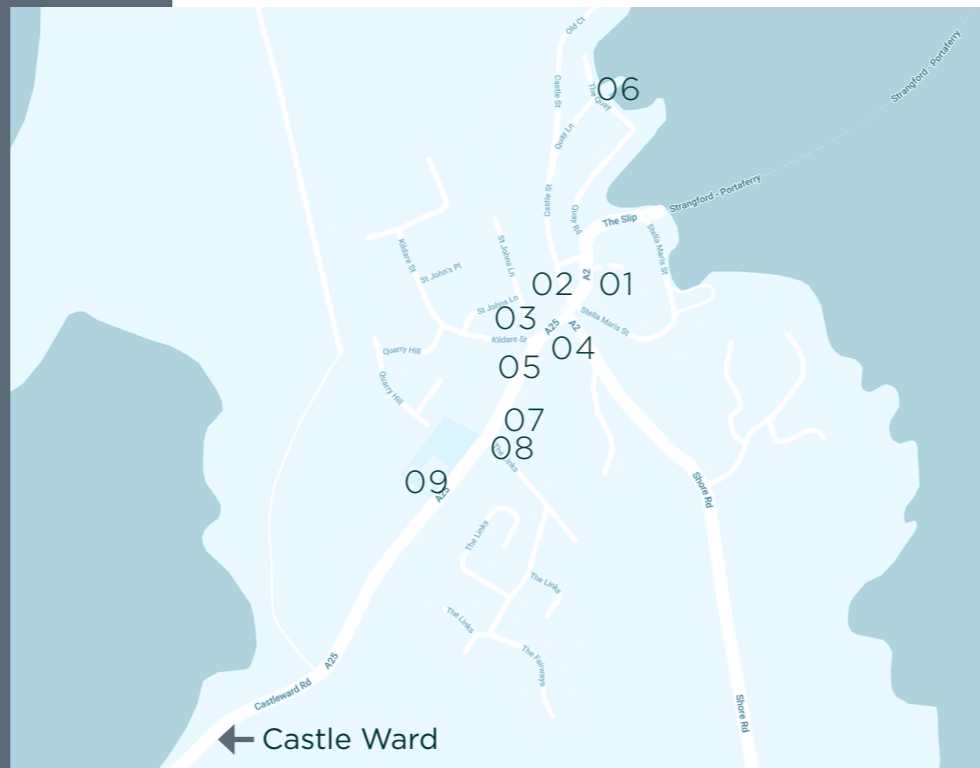 Old Ct
Castle St
06
The Quay
Quay Ln
Strangford - Portaferry
Strangford - Portaferry
Castle St
Quay Rd
The Slip
Stella Maris St
Kildare St
St John's Pl
St Johns Ln
A2
02
01
St Johns Ln
03
Stella Maris St
A25
A2
Kildare St
04
Quarry Hill
05
Quarry Hill
07
08
The Links
09
A25
Shore Rd
The Links
The Links
The Links
The Fairways
A25
Castleward Rd
Shore Rd
Castle Ward